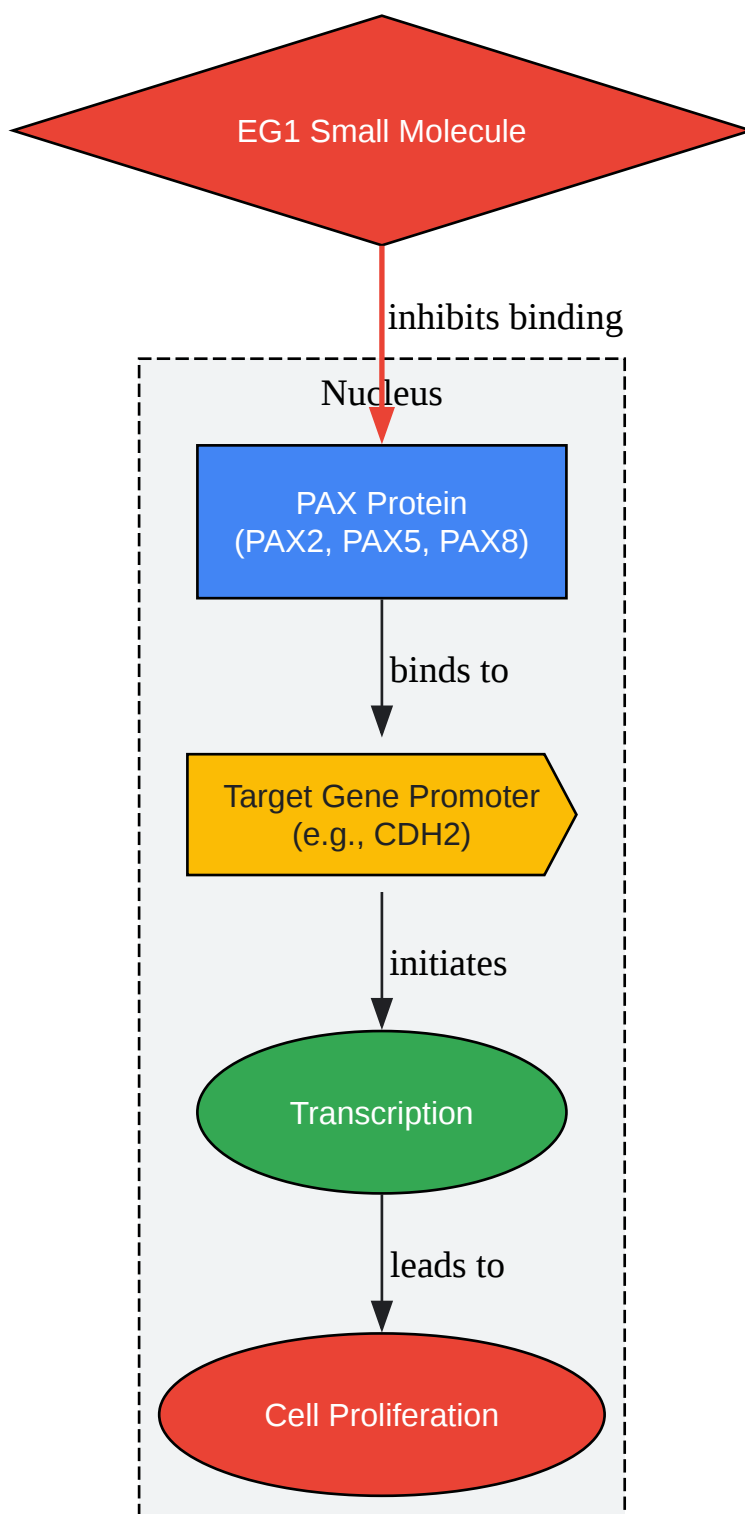 EG1 Small Molecule
inhibits binding
Nucleus
PAX Protein
(PAX2, PAX5, PAX8)
binds to
Target Gene Promoter
(e.g., CDH2)
initiates
Transcription
leads to
Cell Proliferation